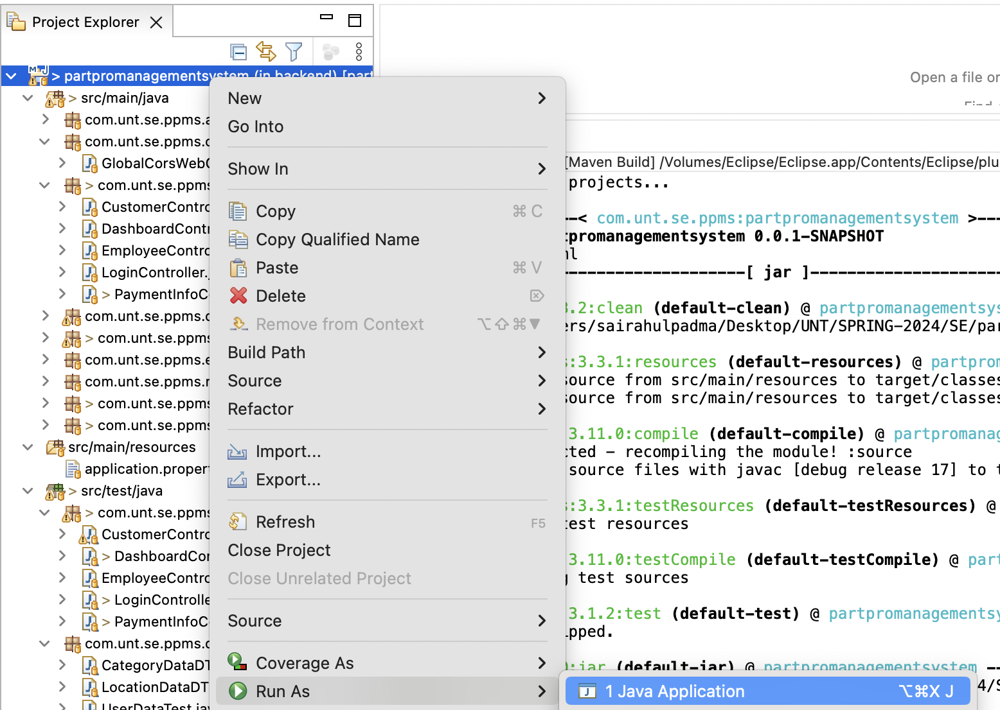 Project Explorer
> partpromanagementsystem (in backend) [part
> src/main/java
com.unt.se.ppms.
com.unt.se.ppms.
GlobalCorsWeb
> com.unt.se.ppms
CustomerContro
DashboardCont
EmployeeContro
LoginController.
> PaymentInfoC
com.unt.se.ppms.
> com.unt.se.ppms
com.unt.se.ppms.
com.unt.se.ppms.
> com.unt.se.ppms
> com.unt.se.ppms
src/main/resources
application.proper
> src/test/java
> com.unt.se.ppms
CustomerContro
> DashboardCo
EmployeeContro
> LoginControlle
> PaymentInfoC
com.unt.se.ppms.
CategoryDataDT
LocationDataDT
UserDataTest.jav
New
Go Into
Show In
Copy ⌘ C
Copy Qualified Name
Paste ⌘ V
Delete ⌦
Remove from Context ⌥⇧⌘▼
Build Path
Source
Refactor
Import...
Export...
Refresh F5
Close Project
Close Unrelated Project
Source
Coverage As
Run As
1 Java Application ⌥⌘X J
Open a file or
Find
[Maven Build] /Volumes/Eclipse/Eclipse.app/Contents/Eclipse/plu
projects...
--< com.unt.se.ppms:partpromanagementsystem >---
tpromanagementsystem 0.0.1-SNAPSHOT
ml
--------------------[ jar ]---------------------
3.2:clean (default-clean) @ partpromanagementsys
ers/sairahulpadma/Desktop/UNT/SPRING-2024/SE/par
s:3.3.1:resources (default-resources) @ partprom
source from src/main/resources to target/classes
source from src/main/resources to target/classes
3.11.0:compile (default-compile) @ partpromanag
cted - recompiling the module! :source
source files with javac [debug release 17] to t
s:3.3.1:testResources (default-testResources) @
test resources
3.11.0:testCompile (default-testCompile) @ part
g test sources
3.1.2:test (default-test) @ partpromanagementsy
ipped.
0:jar (default-jar) @ partpromanagementsystem --
4/S